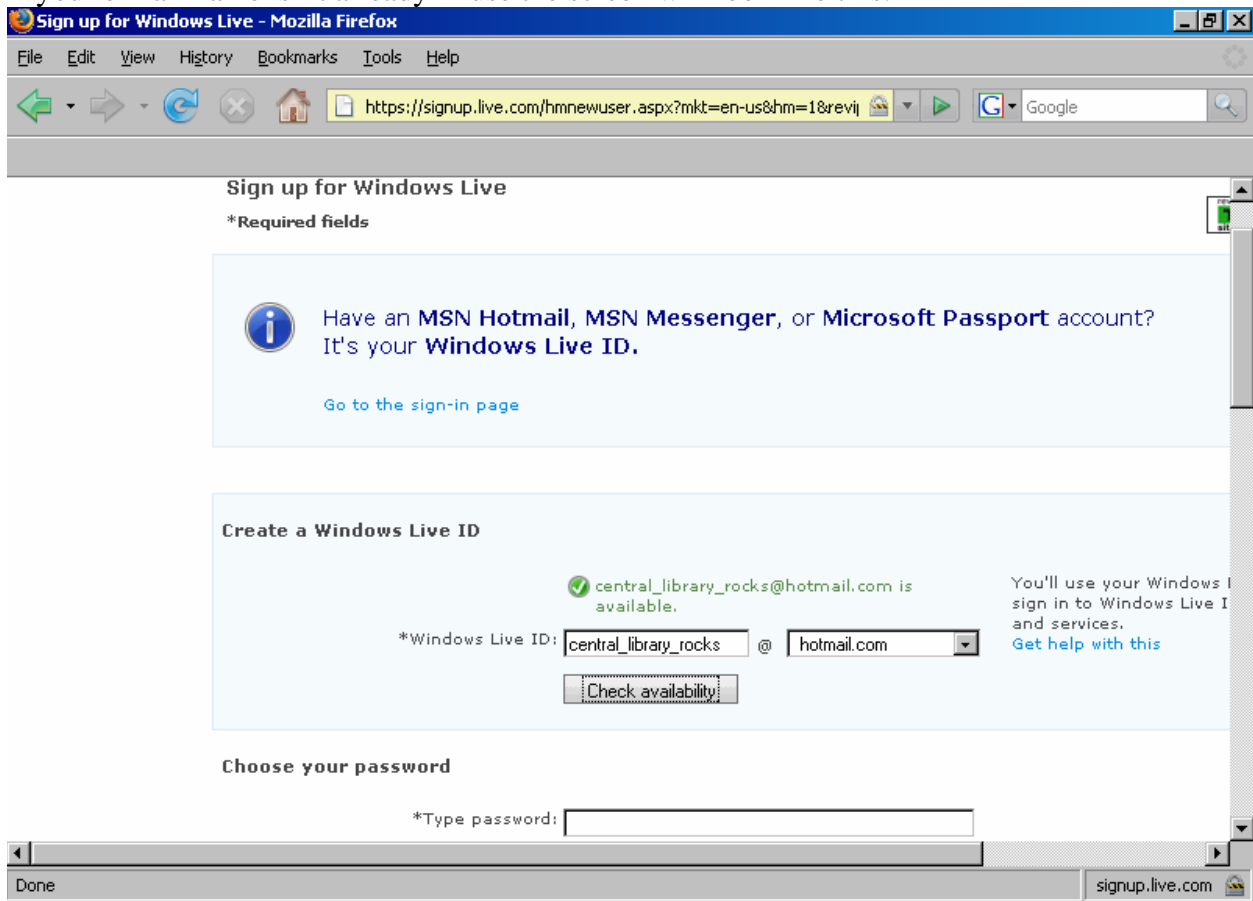 Sign up for Windows Live - Mozilla Firefox
File Edit View History Bookmarks Tools Help
https://signup.live.com/hmnewuser.aspx?mkt=en-us&hm=1&revi
G Google
Sign up for Windows Live
*Required fields
Have an MSN Hotmail, MSN Messenger, or Microsoft Passport account?
It's your Windows Live ID.
Go to the sign-in page
Create a Windows Live ID
central_library_rocks@hotmail.com is
available.
You'll use your Windows
sign in to Windows Live
and services.
Get help with this
*Windows Live ID: central_library_rocks @ hotmail.com
Check availability
Choose your password
*Type password:
Done
signup.live.com